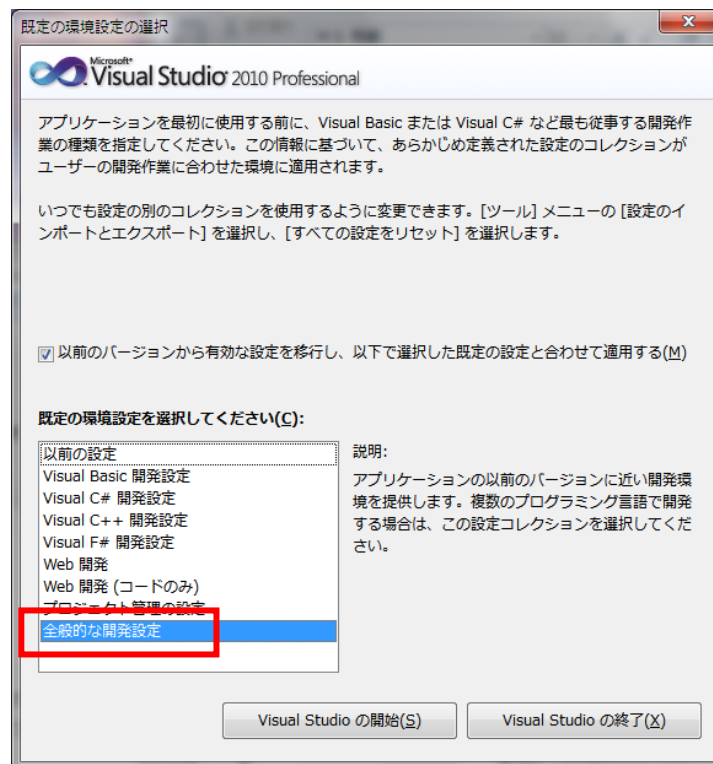 既定の環境設定の選択
Microsoft®
Visual Studio 2010 Professional
アプリケーションを最初に使用する前に、Visual Basic または Visual C# など最も従事する開発作
業の種類を指定してください。この情報に基づいて、あらかじめ定義された設定のコレクションが
ユーザーの開発作業に合わせた環境に適用されます。
いつでも設定の別のコレクションを使用するように変更できます。[ツール] メニューの [設定のイ
ンポートとエクスポート] を選択し、[すべての設定をリセット] を選択します。
以前のバージョンから有効な設定を移行し、以下で選択した既定の設定と合わせて適用する(M)
既定の環境設定を選択してください(C):
以前の設定
Visual Basic 開発設定
Visual C# 開発設定
Visual C++ 開発設定
Visual F# 開発設定
Web 開発
Web 開発 (コードのみ)
プロジェクト管理の設定
全般的な開発設定
説明:
アプリケーションの以前のバージョンに近い開発環
境を提供します。複数のプログラミング言語で開発
する場合は、この設定コレクションを選択してくだ
さい。
Visual Studio の開始(S)
Visual Studio の終了(X)